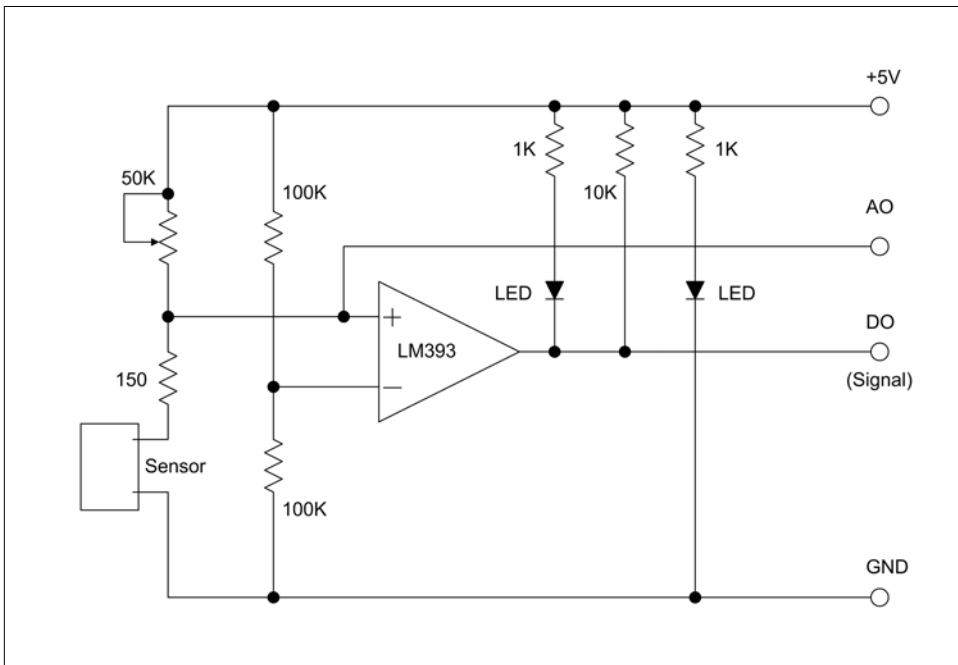 +5V
1K
1K
50K
100K
10K
AO
LED
LED
+
LM393
DO
150
−
(Signal)
Sensor
100K
GND